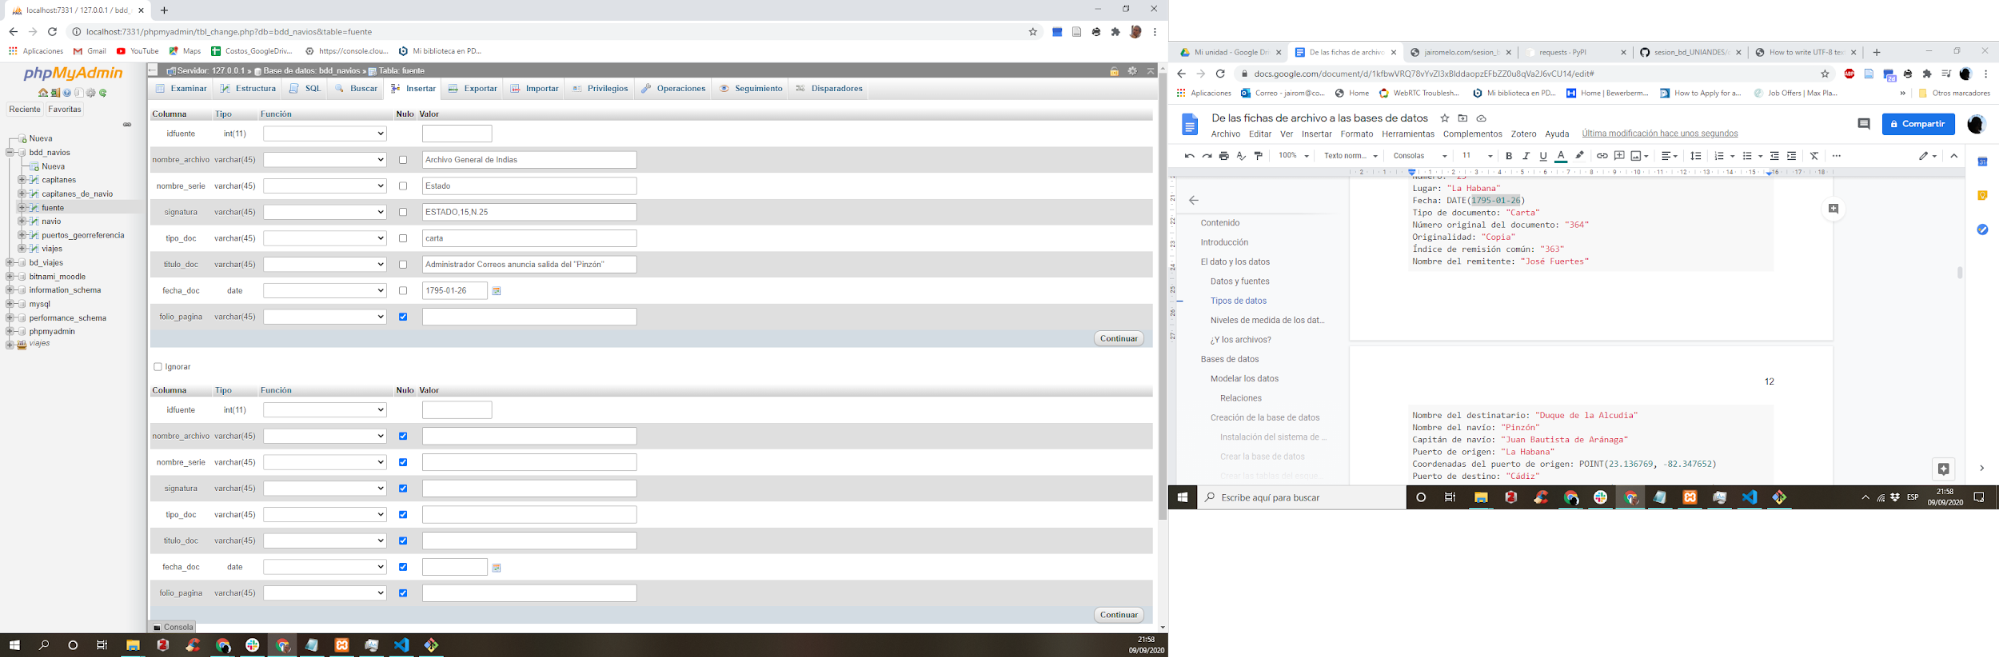 localhost:7331 / 127.0.0.1 / bdd_
localhost:7331/phpmyadmin/tbl_change.php?db=bdd_navios&table=fuente
Aplicaciones Gmail YouTube Maps Costos_GoogleDriv... https://console.clou... Mi biblioteca en PD...
phpMyAdmin
Reciente Favoritas
Nueva
bdd_navios
Nueva
capitanes
capitanes_de_navio
fuente
navio
puertos_georreferencia
viajes
bd_viajes
bitnami_moodle
information_schema
mysql
performance_schema
phpmyadmin
viajes
Servidor: 127.0.0.1 » Base de datos: bdd_navios » Tabla: fuente
Examinar Estructura SQL Buscar Insertar Exportar Importar Privilegios Operaciones Seguimiento Disparadores
Columna Tipo Función Nulo Valor
idfuente int(11)
nombre_archivo varchar(45) Archivo General de Indias
nombre_serie varchar(45) Estado
signatura varchar(45) ESTADO,15,N.25
tipo_doc varchar(45) carta
titulo_doc varchar(45) Administrador Correos anuncia salida del "Pinzón"
fecha_doc date 1795-01-26
folio_pagina varchar(45)
Continuar
Ignorar
Columna Tipo Función Nulo Valor
idfuente int(11)
nombre_archivo varchar(45)
nombre_serie varchar(45)
signatura varchar(45)
tipo_doc varchar(45)
titulo_doc varchar(45)
fecha_doc date
folio_pagina varchar(45)
Continuar
Consola
21:58
09/09/2020
Mi unidad - Google Dri De las fichas de archivo jairomelo.com/sesion_b requests · PyPI sesion_bd_UNIANDES/ How to write UTF-8 tex
docs.google.com/document/d/
Aplicaciones Correo - jairom@co... Home WebRTC Troublesh... Mi biblioteca en PD... Home | Bewerberm... How to Apply for a... Job Offers | Max Pla... » Otros marcadores
De las fichas de archivo a las bases de datos
Archivo Editar Ver Insertar Formato Herramientas Complementos Zotero Ayuda Última modificación hace unos segundos
Compartir
100% Texto norm... Consolas 11
Contenido
Introducción
El dato y los datos
Datos y fuentes
Tipos de datos
Niveles de medida de los dat...
¿Y los archivos?
Bases de datos
Modelar los datos
Relaciones
Creación de la base de datos
Instalación del sistema de ...
Crear la base de datos
Lugar: "La Habana"
Fecha: DATE(1795-01-26)
Tipo de documento: "Carta"
Número original del documento: "364"
Originalidad: "Copia"
Índice de remisión común: "363"
Nombre del remitente: "José Fuertes"
12
Nombre del destinatario: "Duque de la Alcudia"
Nombre del navío: "Pinzón"
Capitán de navío: "Juan Bautista de Aránaga"
Puerto de origen: "La Habana"
Coordenadas del puerto de origen: POINT(23.136769, -82.347652)
Puerto de destino: "Cádiz"
Escribe aquí para buscar
ESP
21:58
09/09/2020